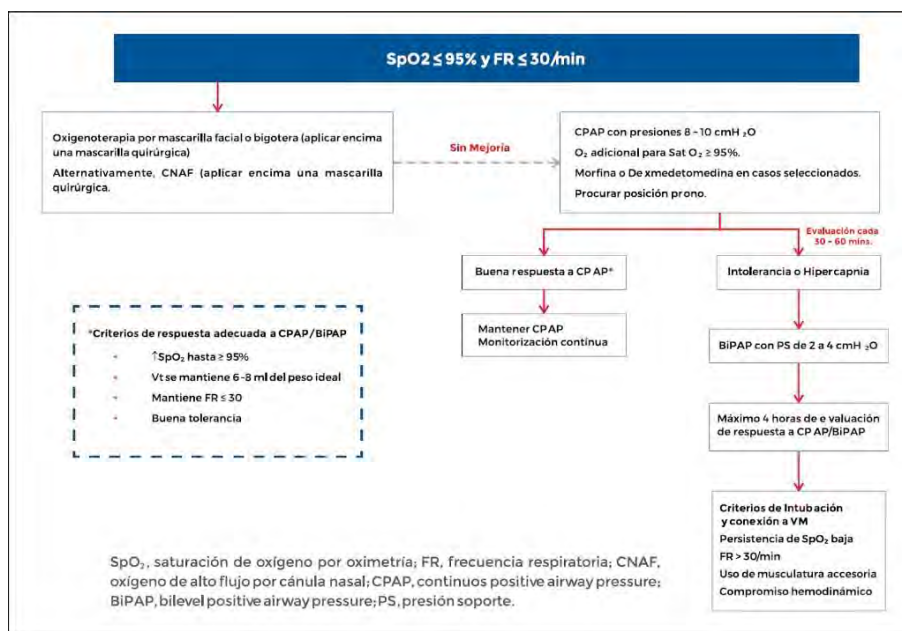 SpO2 ≤ 95% y FR ≤ 30/min
Oxigenoterapia por mascarilla facial o bigotera (aplicar encima
una mascarilla quirúrgica)
Alternativamente, CNAF (aplicar encima una mascarilla
quirúrgica.
Sin Mejoría
CPAP con presiones 8 - 10 cmH ₂O
O₂ adicional para Sat O₂ ≥ 95%.
Morfina o De xmedetomedina en casos seleccionados.
Procurar posición prono.
Evaluación cada
30 - 60 mins.
Buena respuesta a CP AP*
Intolerancia o Hipercapnia
Mantener CPAP
Monitorización contínua
BiPAP con PS de 2 a 4 cmH ₂O
Máximo 4 horas de e valuación
de respuesta a CP AP/BiPAP
Criterios de Intubación
y conexión a VM
Persistencia de SpO₂ baja
FR > 30/min
Uso de musculatura accesoria
Compromiso hemodinámico
*Criterios de respuesta adecuada a CPAP/BiPAP
↑SpO₂ hasta ≥ 95%
Vt se mantiene 6-8 ml del peso ideal
Mantiene FR ≤ 30
Buena tolerancia
SpO₂, saturación de oxígeno por oximetría; FR, frecuencia respiratoria; CNAF,
oxígeno de alto flujo por cánula nasal; CPAP, continuos positive airway pressure;
BiPAP, bilevel positive airway pressure; PS, presión soporte.